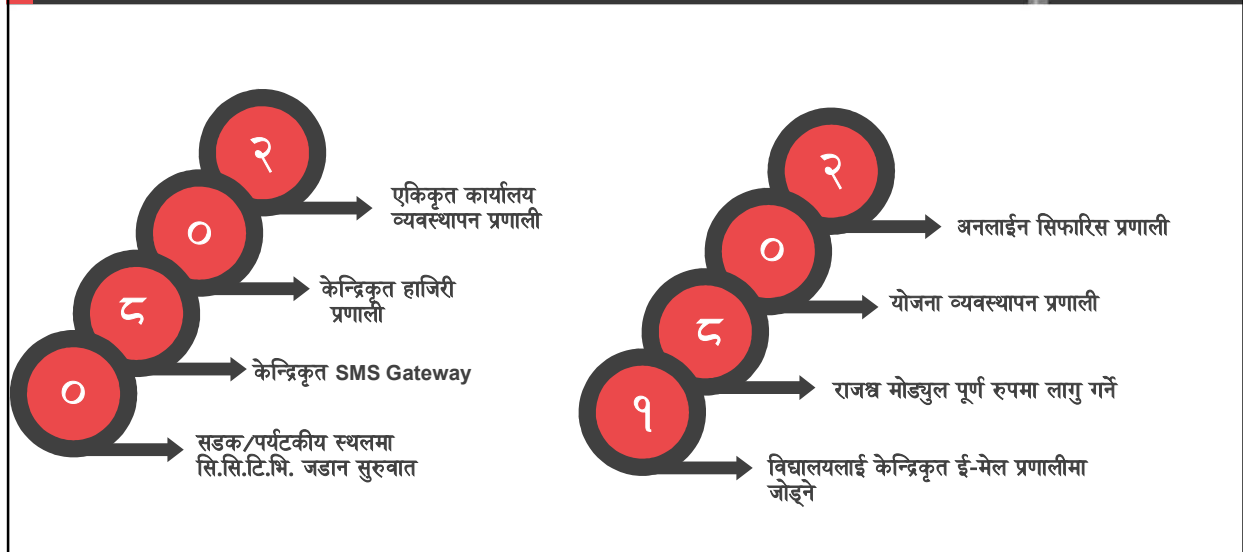 २
एकिकृत कार्यालय
व्यवस्थापन प्रणाली
०
केन्द्रिकृत हाजिरी
प्रणाली
८
केन्द्रिकृत SMS Gateway
०
सडक/पर्यटकीय स्थलमा
सि.सि.टि.भि. जडान सुरुवात
२
अनलाईन सिफारिस प्रणाली
०
योजना व्यवस्थापन प्रणाली
८
राजश्व मोड्युल पूर्ण रुपमा लागु गर्ने
१
विद्यालयलाई केन्द्रिकृत ई-मेल प्रणालीमा
जोड्ने